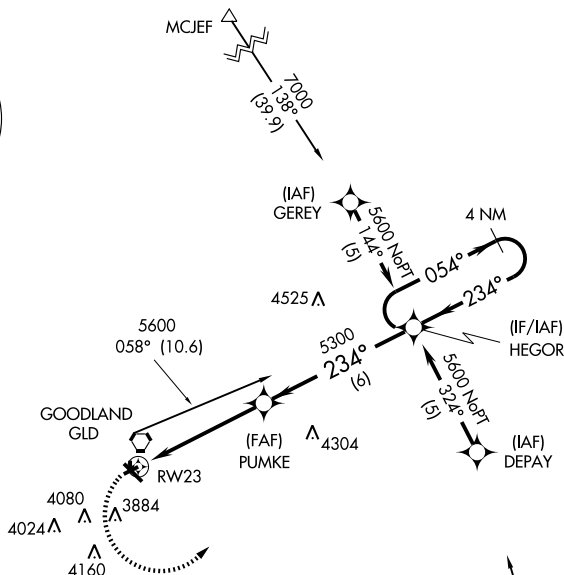 MCJEF
7000
138°
(39.9)
(IAF)
GEREY
5600 NoPT
144°
(5)
4 NM
054°
234°
4525
(IF/IAF)
HEGOR
5600
058° (10.6)
5300
234°
(6)
5600 NoPT
324°
(5)
GOODLAND
GLD
(FAF)
PUMKE
4304
(IAF)
DEPAY
RW23
4080
3884
4024
4160